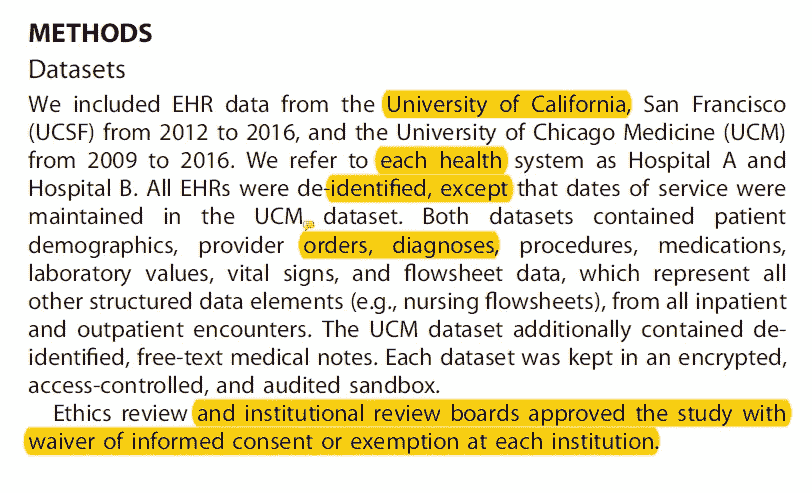 METHODS
Datasets
We included EHR data from the University of California, San Francisco
(UCSF) from 2012 to 2016, and the University of Chicago Medicine (UCM)
from 2009 to 2016. We refer to each health system as Hospital A and
Hospital B. All EHRs were de-identified, except that dates of service were
maintained in the UCM dataset. Both datasets contained patient
demographics, provider orders, diagnoses, procedures, medications,
laboratory values, vital signs, and flowsheet data, which represent all
other structured data elements (e.g., nursing flowsheets), from all inpatient
and outpatient encounters. The UCM dataset additionally contained de-
identified, free-text medical notes. Each dataset was kept in an encrypted,
access-controlled, and audited sandbox.
Ethics review and institutional review boards approved the study with
waiver of informed consent or exemption at each institution.